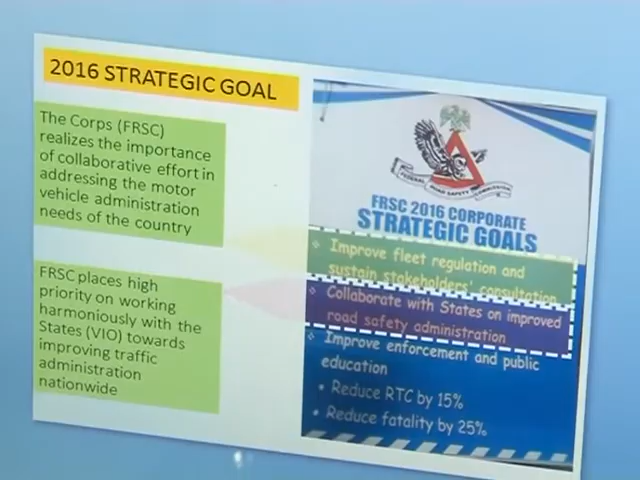 2016 STRATEGIC GOAL
The Corps (FRSC)
realizes the importance
of collaborative effort in
addressing the motor
vehicle administration
needs of the country
FRSC places high
priority on working
harmoniously with the
States (VIO) towards
improving traffic
administration
nationwide
FEDERAL ROAD SAFETY COMMISSION
FRSC 2016 CORPORATE
STRATEGIC GOALS
Improve fleet regulation and
sustain stakeholders' consultation
Collaborate with States on improved
road safety administration
Improve enforcement and public
education
• Reduce RTC by 15%
• Reduce fatality by 25%